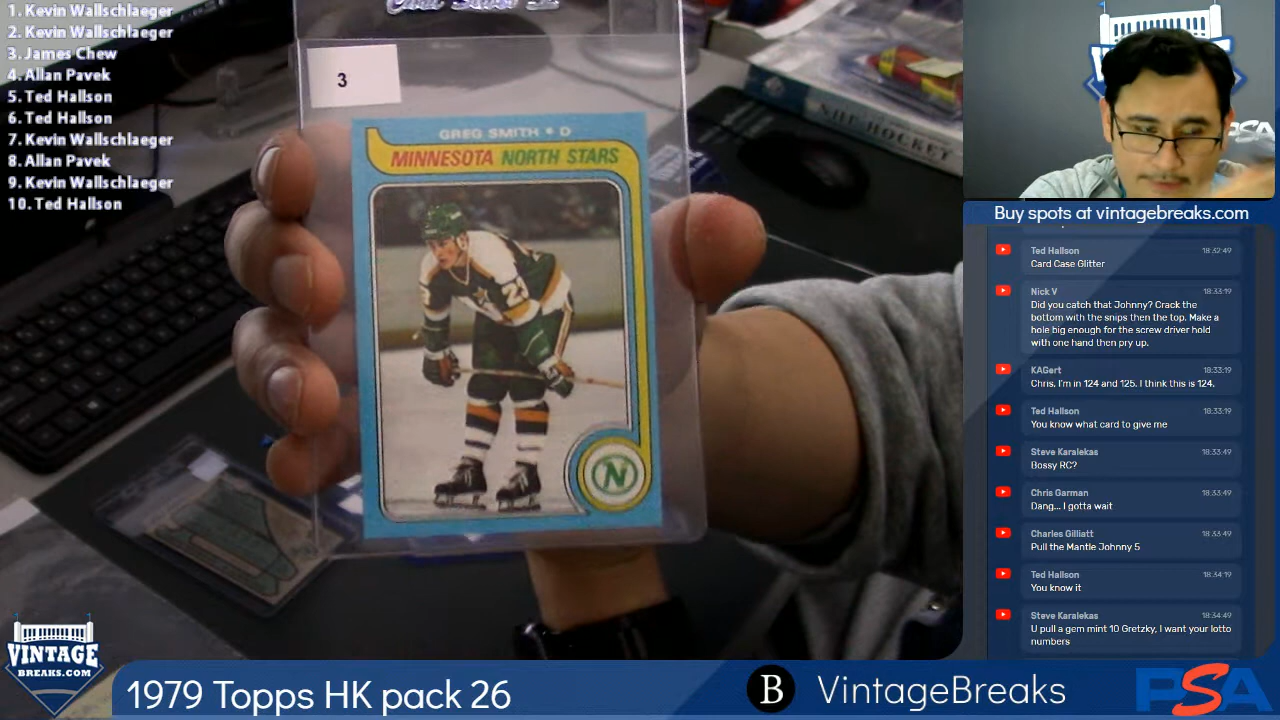 1. Kevin Wallschlaeger
2. Kevin Wallschlaeger
3. James Chew
4. Allan Pavek
5. Ted Hallson
6. Ted Hallson
7. Kevin Wallschlaeger
8. Allan Pavek
9. Kevin Wallschlaeger
10. Ted Hallson
3
GREG SMITH • D
MINNESOTA NORTH STARS
23
N
NHL HOCKEY
PSA
Buy spots at vintagebreaks.com
Ted Hallson 18:32:49
Card Case Glitter
Nick V 18:33:19
Did you catch that Johnny? Crack the
bottom with the snips then the top. Make a
hole big enough for the screw driver hold
with one hand then pry up.
KAGert 18:33:19
Chris. I'm in 124 and 125. I think this is 124.
Ted Hallson 18:33:19
You know what card to give me
Steve Karalekas 18:33:49
Bossy RC?
Chris Garman 18:33:49
Dang... I gotta wait
Charles Gilliatt 18:33:49
Pull the Mantle Johnny 5
Ted Hallson 18:34:19
You know it
Steve Karalekas 18:34:49
U pull a gem mint 10 Gretzky, I want your lotto
numbers
VINTAGE
BREAKS.COM
1979 Topps HK pack 26
B VintageBreaks
PSA